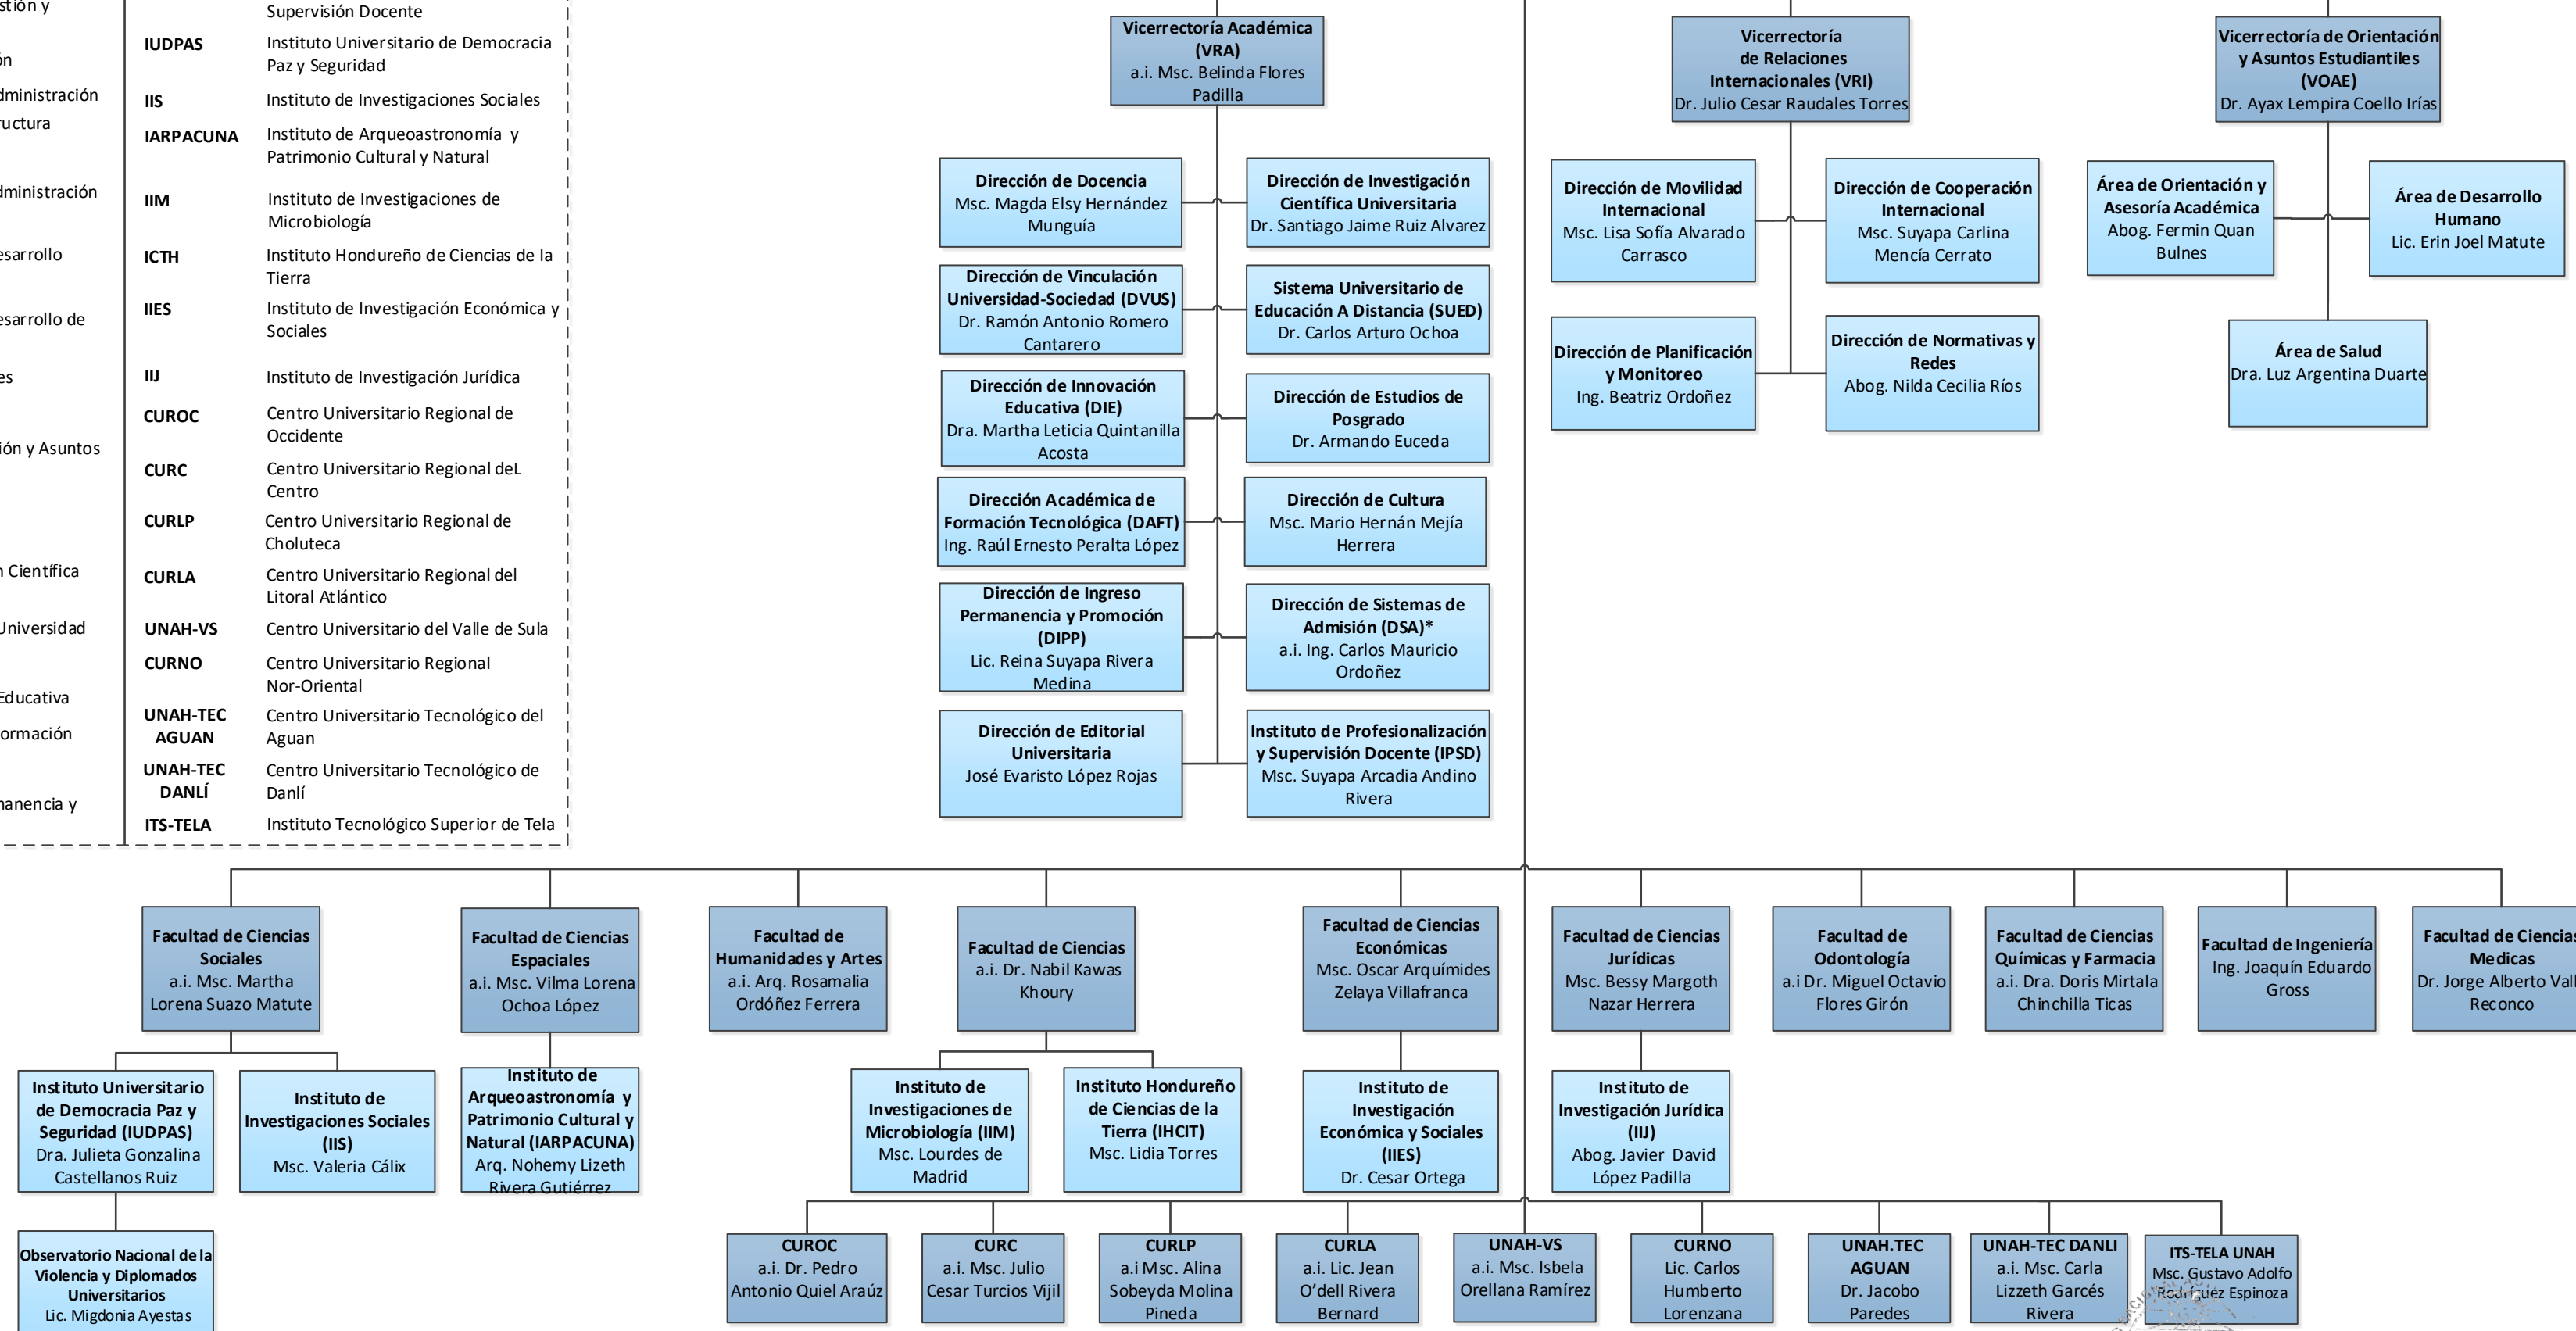 stión y
ón
dministración
ructura
dministración
esarrollo
esarrollo de
es
ión y Asuntos
n Científica
Universidad
Educativa
ormación
manencia y
Supervisión Docente
IUDPAS Instituto Universitario de Democracia
Paz y Seguridad
IIS Instituto de Investigaciones Sociales
IARPACUNA Instituto de Arqueoastronomía y
Patrimonio Cultural y Natural
IIM Instituto de Investigaciones de
Microbiología
ICTH Instituto Hondureño de Ciencias de la
Tierra
IIES Instituto de Investigación Económica y
Sociales
IIJ Instituto de Investigación Jurídica
CUROC Centro Universitario Regional de
Occidente
CURC Centro Universitario Regional deL
Centro
CURLP Centro Universitario Regional de
Choluteca
CURLA Centro Universitario Regional del
Litoral Atlántico
UNAH-VS Centro Universitario del Valle de Sula
CURNO Centro Universitario Regional
Nor-Oriental
UNAH-TEC Centro Universitario Tecnológico del
AGUAN Aguan
UNAH-TEC Centro Universitario Tecnológico de
DANLÍ Danlí
ITS-TELA Instituto Tecnológico Superior de Tela
Vicerrectoría Académica
(VRA)
a.i. Msc. Belinda Flores
Padilla
Dirección de Docencia
Msc. Magda Elsy Hernández
Munguía
Dirección de Investigación
Científica Universitaria
Dr. Santiago Jaime Ruiz Alvarez
Dirección de Vinculación
Universidad-Sociedad (DVUS)
Dr. Ramón Antonio Romero
Cantarero
Sistema Universitario de
Educación A Distancia (SUED)
Dr. Carlos Arturo Ochoa
Dirección de Innovación
Educativa (DIE)
Dra. Martha Leticia Quintanilla
Acosta
Dirección de Estudios de
Posgrado
Dr. Armando Euceda
Dirección Académica de
Formación Tecnológica (DAFT)
Ing. Raúl Ernesto Peralta López
Dirección de Cultura
Msc. Mario Hernán Mejía
Herrera
Dirección de Ingreso
Permanencia y Promoción
(DIPP)
Lic. Reina Suyapa Rivera
Medina
Dirección de Sistemas de
Admisión (DSA)*
a.i. Ing. Carlos Mauricio
Ordoñez
Dirección de Editorial
Universitaria
José Evaristo López Rojas
Instituto de Profesionalización
y Supervisión Docente (IPSD)
Msc. Suyapa Arcadia Andino
Rivera
Vicerrectoría
de Relaciones
Internacionales (VRI)
Dr. Julio Cesar Raudales Torres
Dirección de Movilidad
Internacional
Msc. Lisa Sofía Alvarado
Carrasco
Dirección de Cooperación
Internacional
Msc. Suyapa Carlina
Mencía Cerrato
Dirección de Planificación
y Monitoreo
Ing. Beatriz Ordoñez
Dirección de Normativas y
Redes
Abog. Nilda Cecilia Ríos
Vicerrectoría de Orientación
y Asuntos Estudiantiles
(VOAE)
Dr. Ayax Lempira Coello Irías
Área de Orientación y
Asesoría Académica
Abog. Fermin Quan
Bulnes
Área de Desarrollo
Humano
Lic. Erin Joel Matute
Área de Salud
Dra. Luz Argentina Duarte
Facultad de Ciencias
Sociales
a.i. Msc. Martha
Lorena Suazo Matute
Facultad de Ciencias
Espaciales
a.i. Msc. Vilma Lorena
Ochoa López
Facultad de
Humanidades y Artes
a.i. Arq. Rosamalia
Ordóñez Ferrera
Facultad de Ciencias
a.i. Dr. Nabil Kawas
Khoury
Facultad de Ciencias
Económicas
Msc. Oscar Arquímides
Zelaya Villafranca
Facultad de Ciencias
Jurídicas
Msc. Bessy Margoth
Nazar Herrera
Facultad de
Odontología
a.i Dr. Miguel Octavio
Flores Girón
Facultad de Ciencias
Químicas y Farmacia
a.i. Dra. Doris Mirtala
Chinchilla Ticas
Facultad de Ingeniería
Ing. Joaquín Eduardo
Gross
Facultad de Ciencias
Medicas
Dr. Jorge Alberto Vall
Reconco
Instituto Universitario
de Democracia Paz y
Seguridad (IUDPAS)
Dra. Julieta Gonzalina
Castellanos Ruiz
Instituto de
Investigaciones Sociales
(IIS)
Msc. Valeria Cálix
Instituto de
Arqueoastronomía y
Patrimonio Cultural y
Natural (IARPACUNA)
Arq. Nohemy Lizeth
Rivera Gutiérrez
Instituto de
Investigaciones de
Microbiología (IIM)
Msc. Lourdes de
Madrid
Instituto Hondureño
de Ciencias de la
Tierra (IHCIT)
Msc. Lidia Torres
Instituto de
Investigación
Económica y Sociales
(IIES)
Dr. Cesar Ortega
Instituto de
Investigación Jurídica
(IIJ)
Abog. Javier David
López Padilla
Observatorio Nacional de la
Violencia y Diplomados
Universitarios
Lic. Migdonia Ayestas
CUROC
a.i. Dr. Pedro
Antonio Quiel Araúz
CURC
a.i. Msc. Julio
Cesar Turcios Vijil
CURLP
a.i Msc. Alina
Sobeyda Molina
Pineda
CURLA
a.i. Lic. Jean
O’dell Rivera
Bernard
UNAH-VS
a.i. Msc. Isbela
Orellana Ramírez
CURNO
Lic. Carlos
Humberto
Lorenzana
UNAH.TEC
AGUAN
Dr. Jacobo
Paredes
UNAH-TEC DANLI
a.i. Msc. Carla
Lizzeth Garcés
Rivera
ITS-TELA UNAH
Msc. Gustavo Adolfo
Rodríguez Espinoza